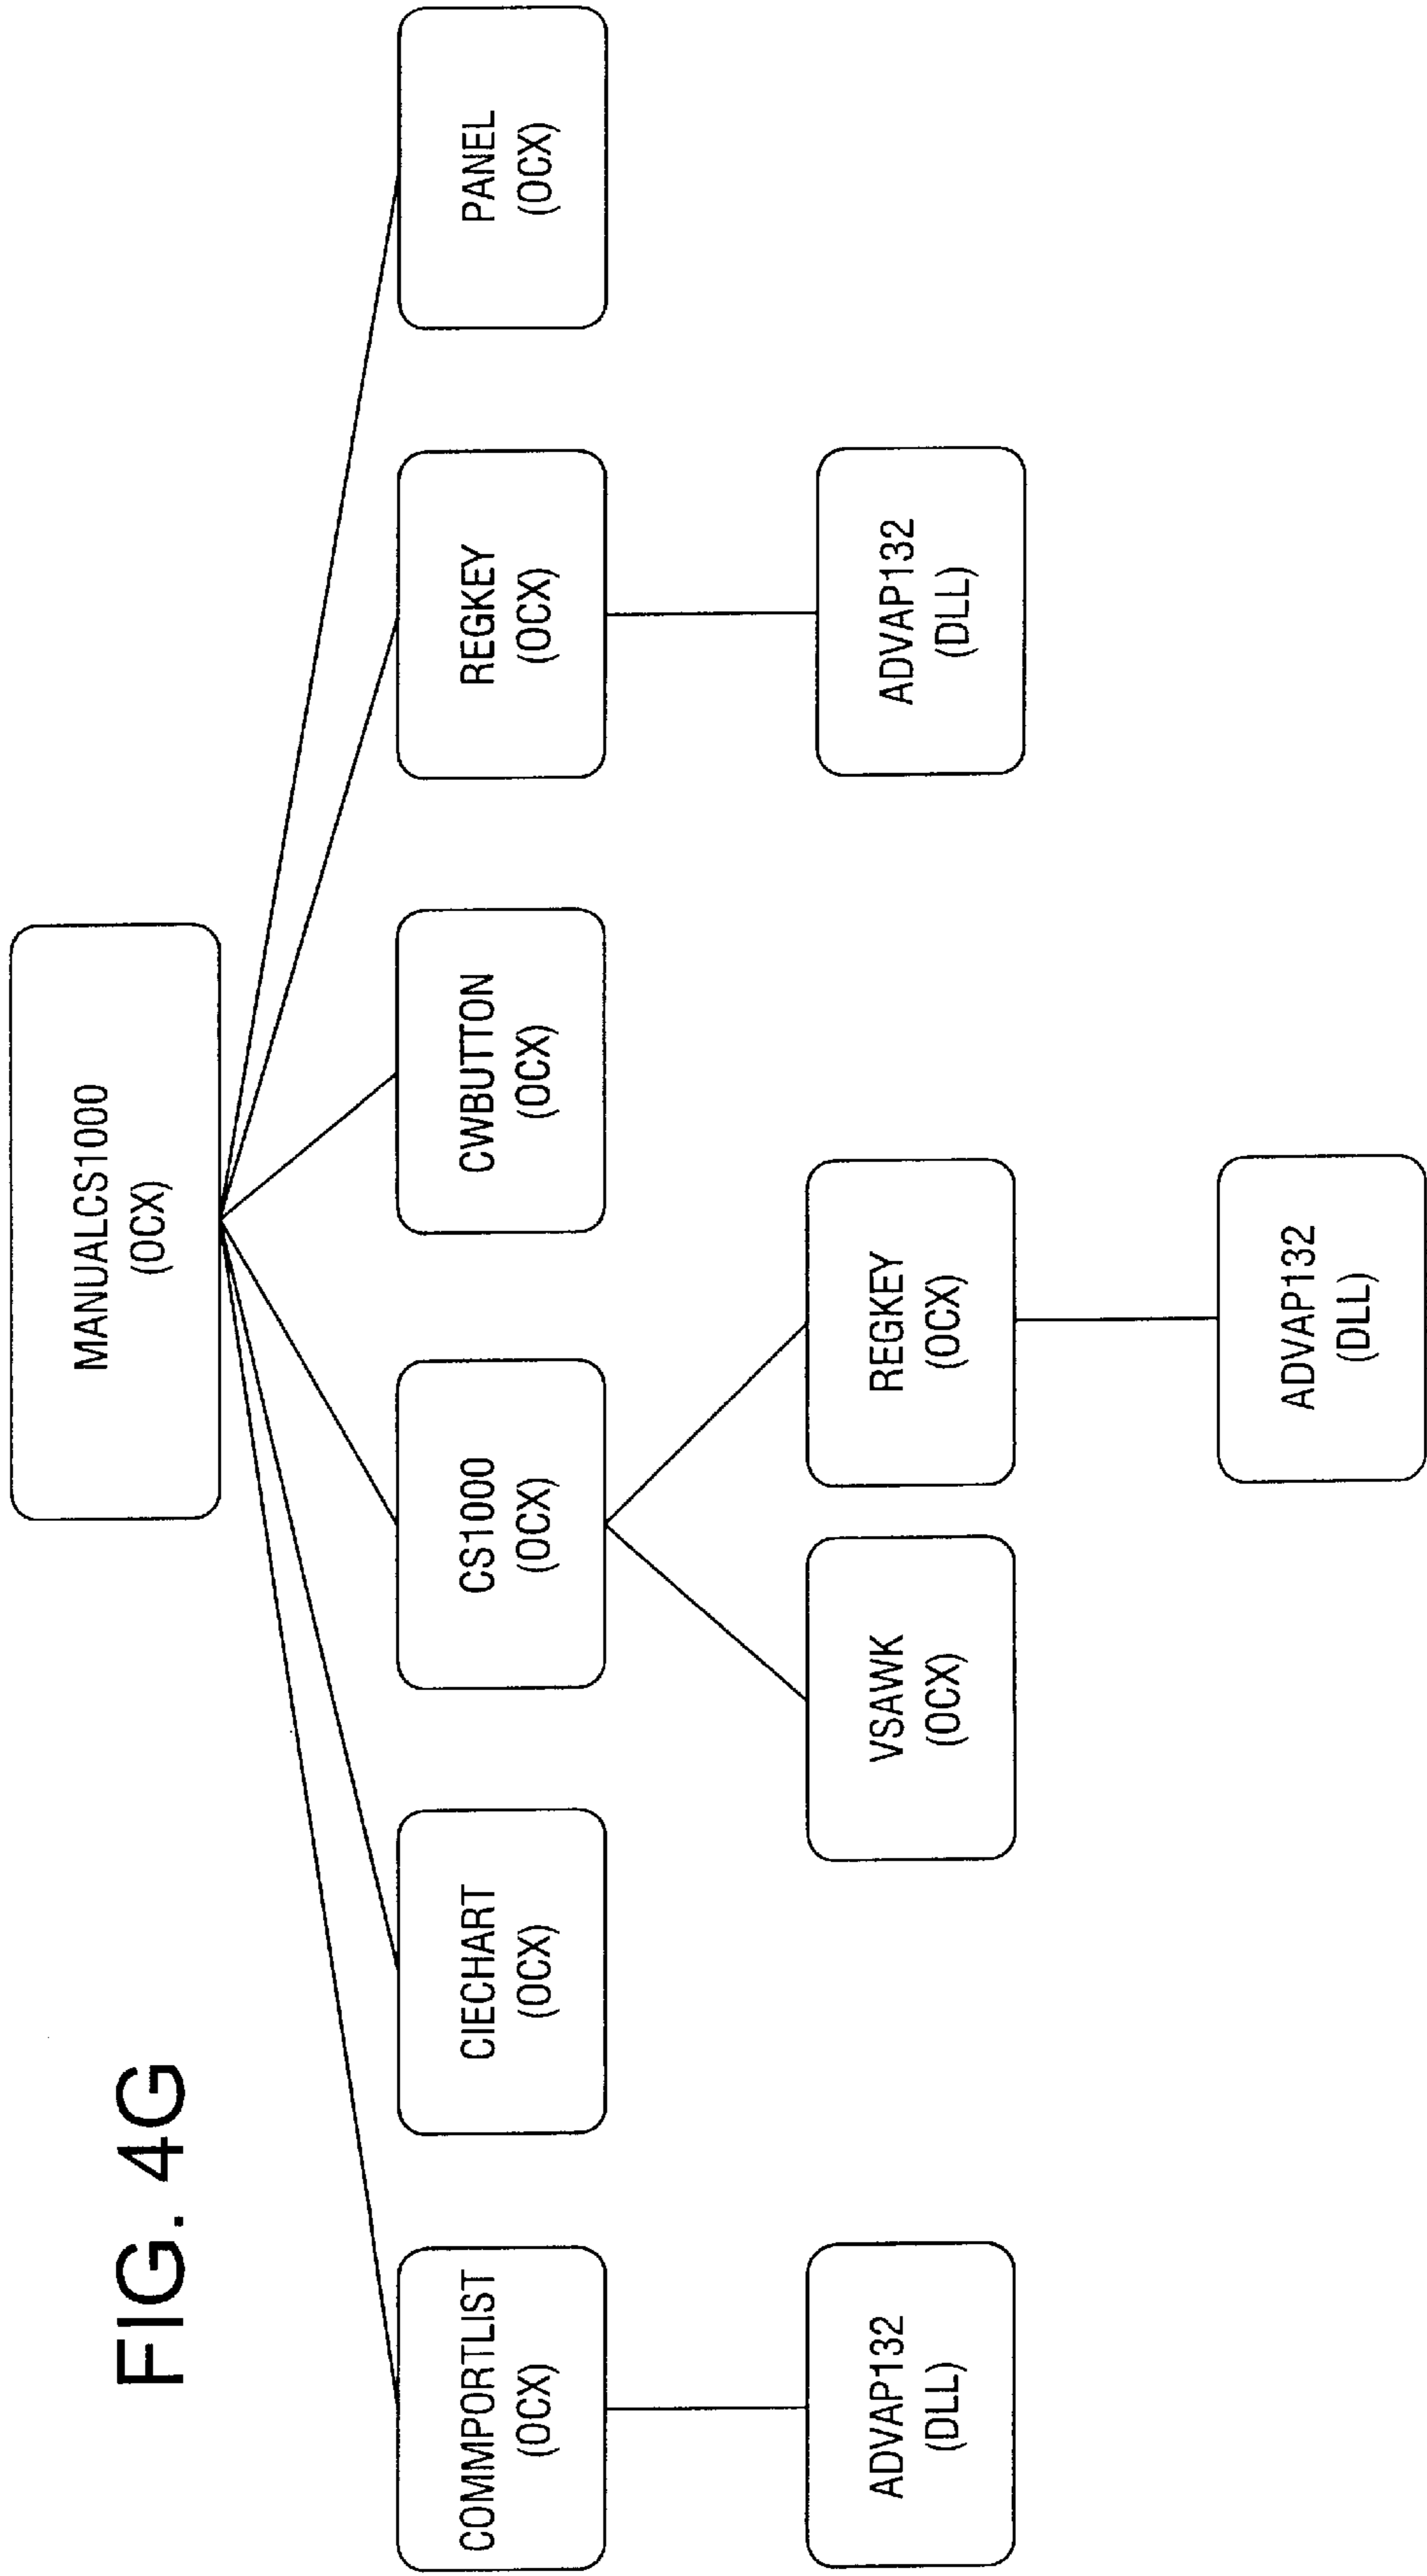 FIG. 4G
MANUALCS1000
(OCX)
COMMPORTLIST
(OCX)
CIECHART
(OCX)
CS1000
(OCX)
CWBUTTON
(OCX)
REGKEY
(OCX)
PANEL
(OCX)
ADVAP132
(DLL)
VSAWK
(OCX)
REGKEY
(OCX)
ADVAP132
(DLL)
ADVAP132
(DLL)